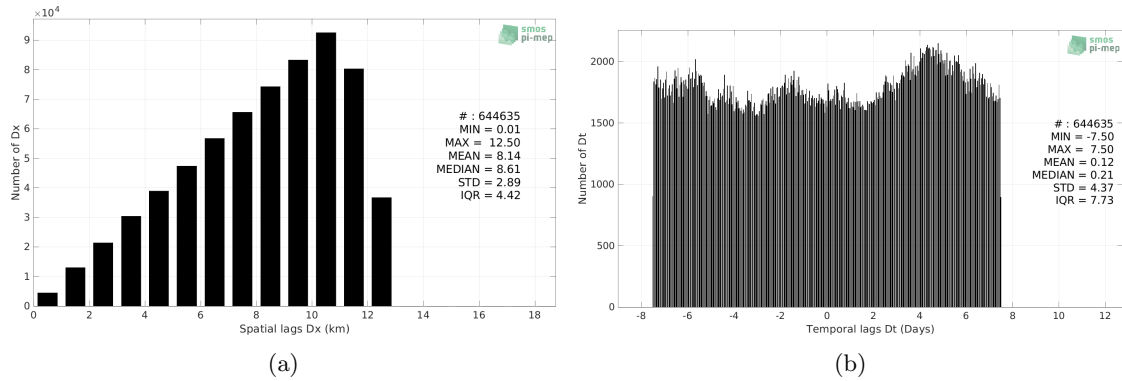 ×10⁴
9
8
7
6
5
4
3
2
1
0
Number of Dx
0 2 4 6 8 10 12 14 16 18
Spatial lags Dx (km)
smos
pi-mep
# : 644635
MIN = 0.01
MAX = 12.50
MEAN = 8.14
MEDIAN = 8.61
STD = 2.89
IQR = 4.42
(a)
2000
1500
1000
500
0
Number of Dt
-8 -6 -4 -2 0 2 4 6 8 10 12
Temporal lags Dt (Days)
smos
pi-mep
# : 644635
MIN = -7.50
MAX = 7.50
MEAN = 0.12
MEDIAN = 0.21
STD = 4.37
IQR = 7.73
(b)